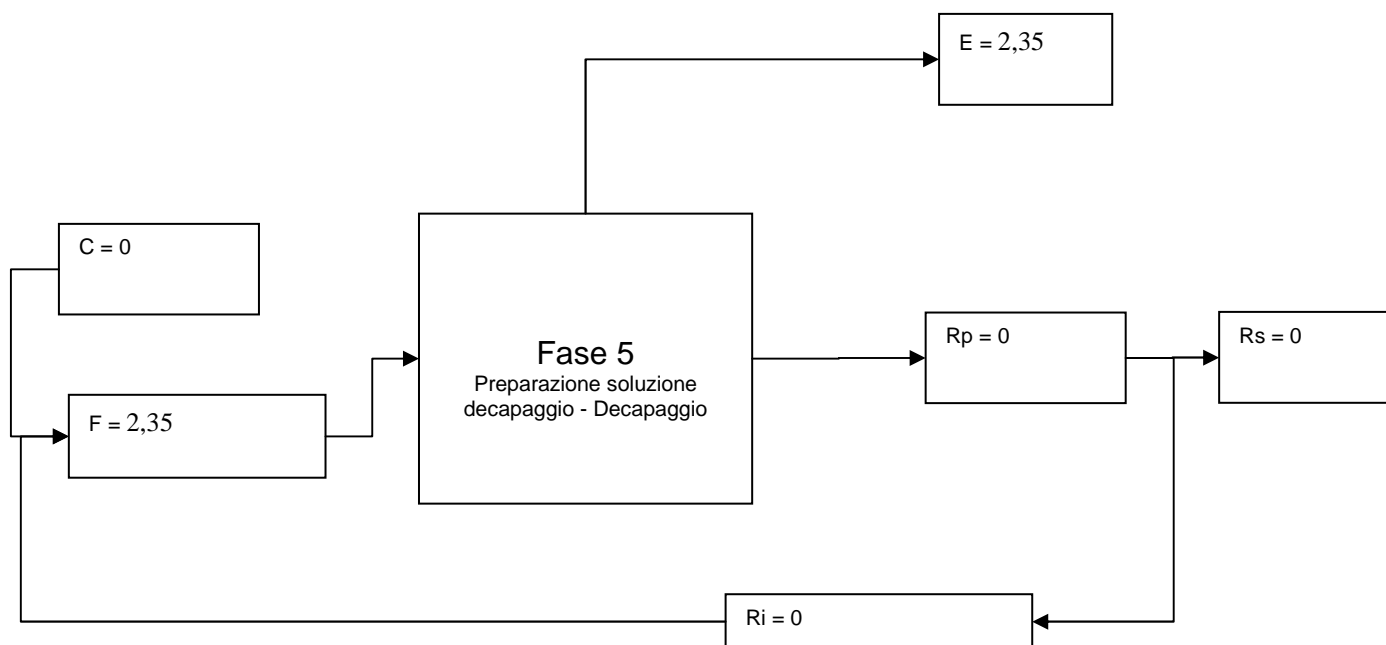 E = 2,35
C = 0
F = 2,35
Fase 5
Preparazione soluzione
decapaggio - Decapaggio
Rp = 0
Rs = 0
Ri = 0